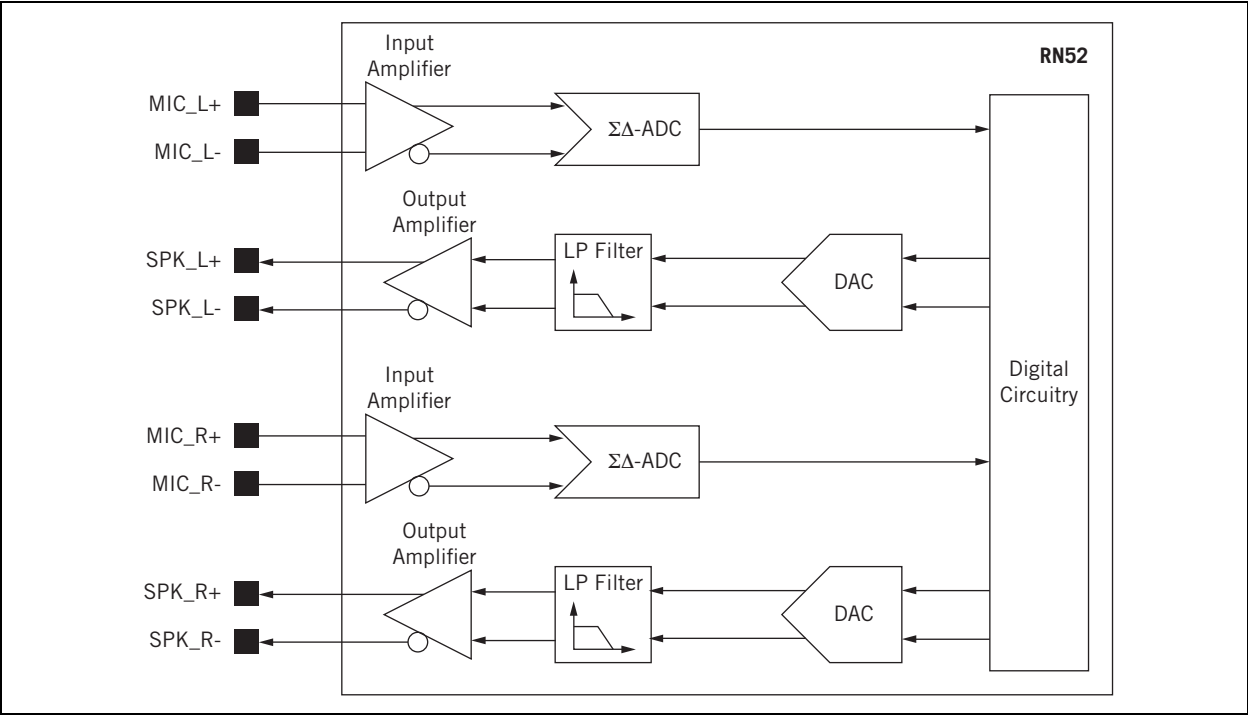 RN52
Input
Amplifier
MIC_L+
MIC_L-
ΣΔ-ADC
Output
Amplifier
SPK_L+
SPK_L-
LP Filter
DAC
Digital
Circuitry
Input
Amplifier
MIC_R+
MIC_R-
ΣΔ-ADC
Output
Amplifier
SPK_R+
SPK_R-
LP Filter
DAC